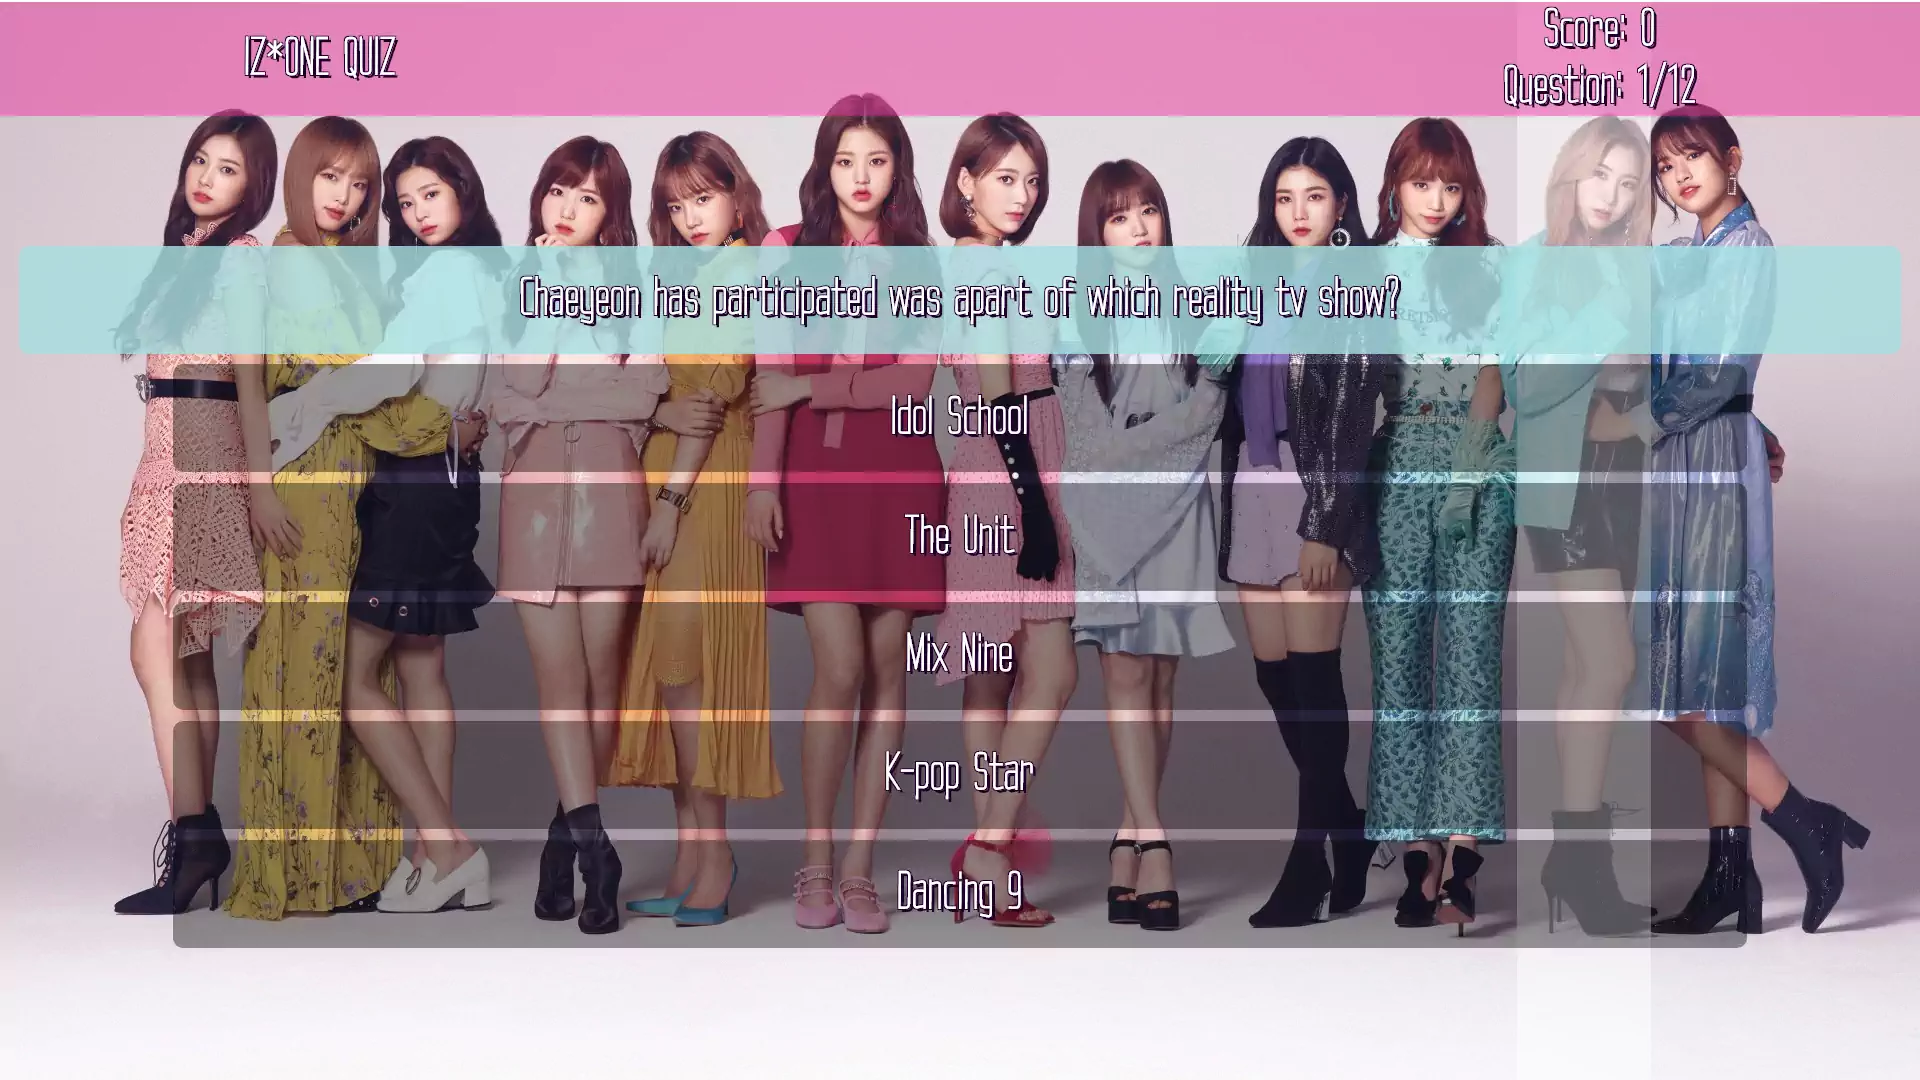 IZ*ONE QUIZ
Score: 0
Question: 1/12
Chaeyeon has participated was apart of which reality tv show?
Idol School
The Unit
Mix Nine
K-pop Star
Dancing 9